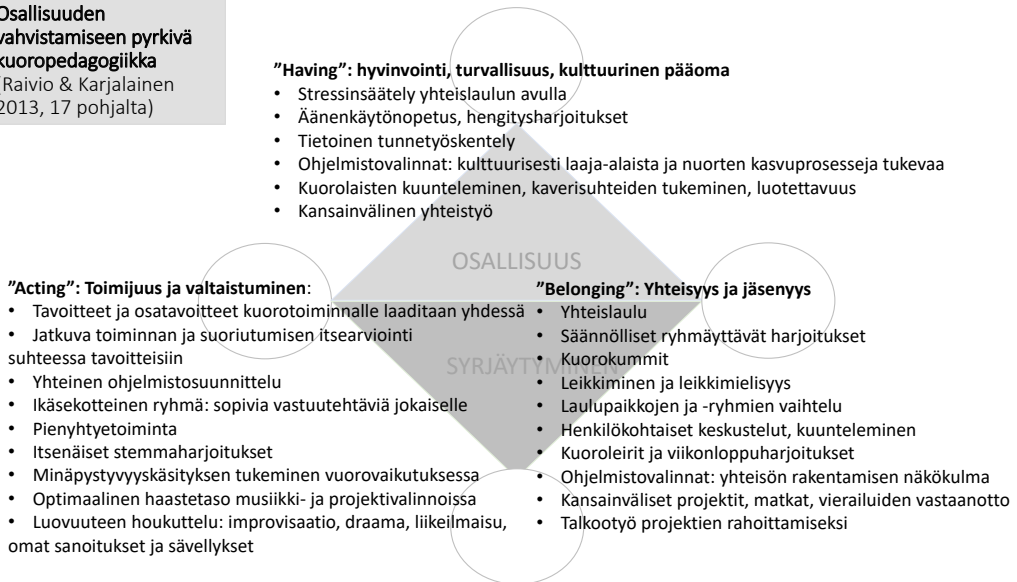 Osallisuuden
vahvistamiseen pyrkivä
kuoropedagogiikka
(Raivio & Karjalainen
2013, 17 pohjalta)
”Having”: hyvinvointi, turvallisuus, kulttuurinen pääoma
• Stressinsäätely yhteislaulun avulla
• Äänenkäytönopetus, hengitysharjoitukset
• Tietoinen tunnetyöskentely
• Ohjelmistovalinnat: kulttuurisesti laaja-alaista ja nuorten kasvuprosesseja tukevaa
• Kuorolaisten kuunteleminen, kaverisuhteiden tukeminen, luotettavuus
• Kansainvälinen yhteistyö
OSALLISUUS
SYRJÄYTYMINEN
”Acting”: Toimijuus ja valtaistuminen:
• Tavoitteet ja osatavoitteet kuorotoiminnalle laaditaan yhdessä
• Jatkuva toiminnan ja suoriutumisen itsearviointi
suhteessa tavoitteisiin
• Yhteinen ohjelmistosuunnittelu
• Ikäsekotteinen ryhmä: sopivia vastuutehtäviä jokaiselle
• Pienyhtyetoiminta
• Itsenäiset stemmaharjoitukset
• Minäpystyvyyskäsityksen tukeminen vuorovaikutuksessa
• Optimaalinen haastetaso musiikki- ja projektivalinnoissa
• Luovuuteen houkuttelu: improvisaatio, draama, liikeilmaisu,
omat sanoitukset ja sävellykset
”Belonging”: Yhteisyys ja jäsenyys
• Yhteislaulu
• Säännölliset ryhmäyttävät harjoitukset
• Kuorokummit
• Leikkiminen ja leikkimielisyys
• Laulupaikkojen ja -ryhmien vaihtelu
• Henkilökohtaiset keskustelut, kuunteleminen
• Kuoroleirit ja viikonloppuharjoitukset
• Ohjelmistovalinnat: yhteisön rakentamisen näkökulma
• Kansainväliset projektit, matkat, vierailuiden vastaanotto
• Talkootyö projektien rahoittamiseksi